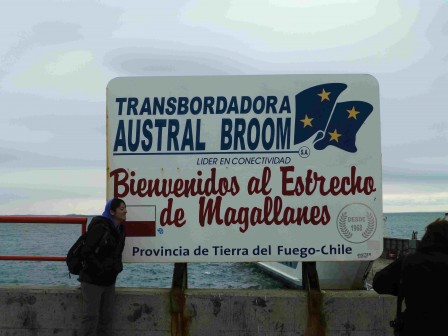 TRANSBORDADORA
AUSTRAL BROOM
S.A.
LIDER EN CONECTIVIDAD
Bienvenidos al Estrecho
de Magallanes
DESDE
1968
Provincia de Tierra del Fuego-Chile